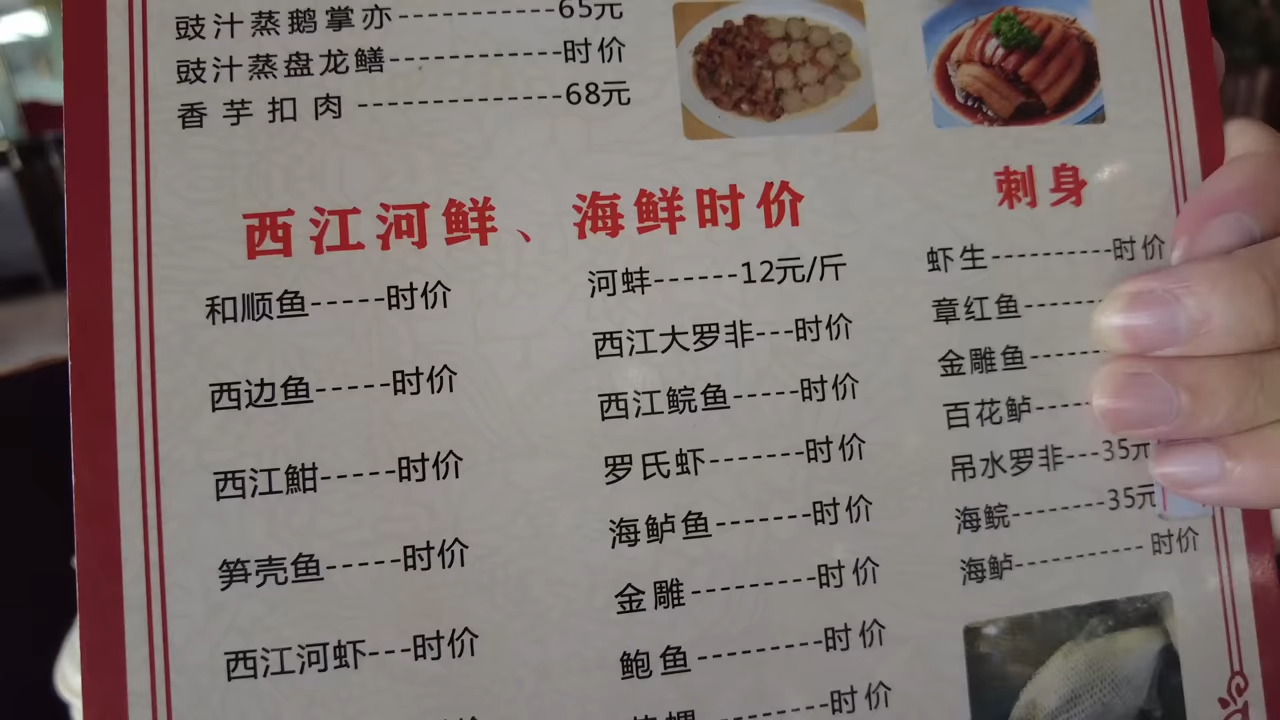 豉汁蒸鹅掌亦------------65元
豉汁蒸盘龙鳝-----------时价
香芋扣肉--------------68元
西江河鲜、海鲜时价
和顺鱼-----时价
西边鱼-----时价
西江魽-----时价
笋壳鱼-----时价
西江河虾---时价
时价
河蚌------12元/斤
西江大罗非---时价
西江鲩鱼-----时价
罗氏虾-------时价
海鲈鱼-------时价
金雕---------时价
鲍鱼---------时价
---------时价
刺身
虾生---------时价
章红鱼------
金雕鱼------
百花鲈----
吊水罗非---35元
海鲩--------35元
海鲈----------时价